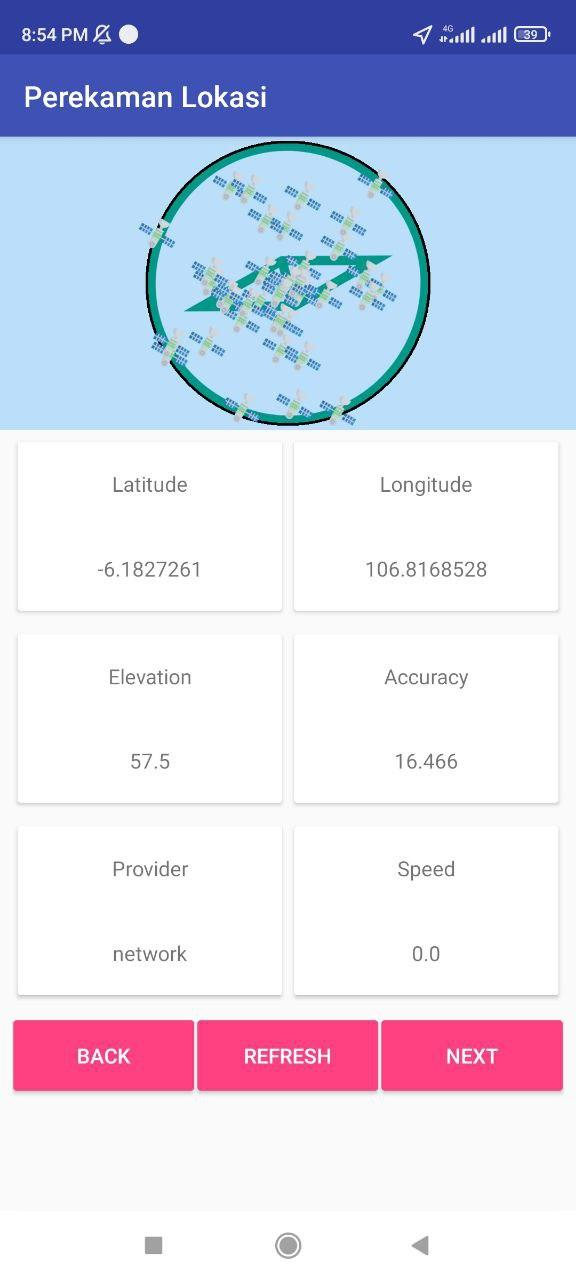 8:54 PM 4G 39
Perekaman Lokasi
Latitude
-6.1827261
Longitude
106.8168528
Elevation
57.5
Accuracy
16.466
Provider
network
Speed
0.0
BACK REFRESH NEXT